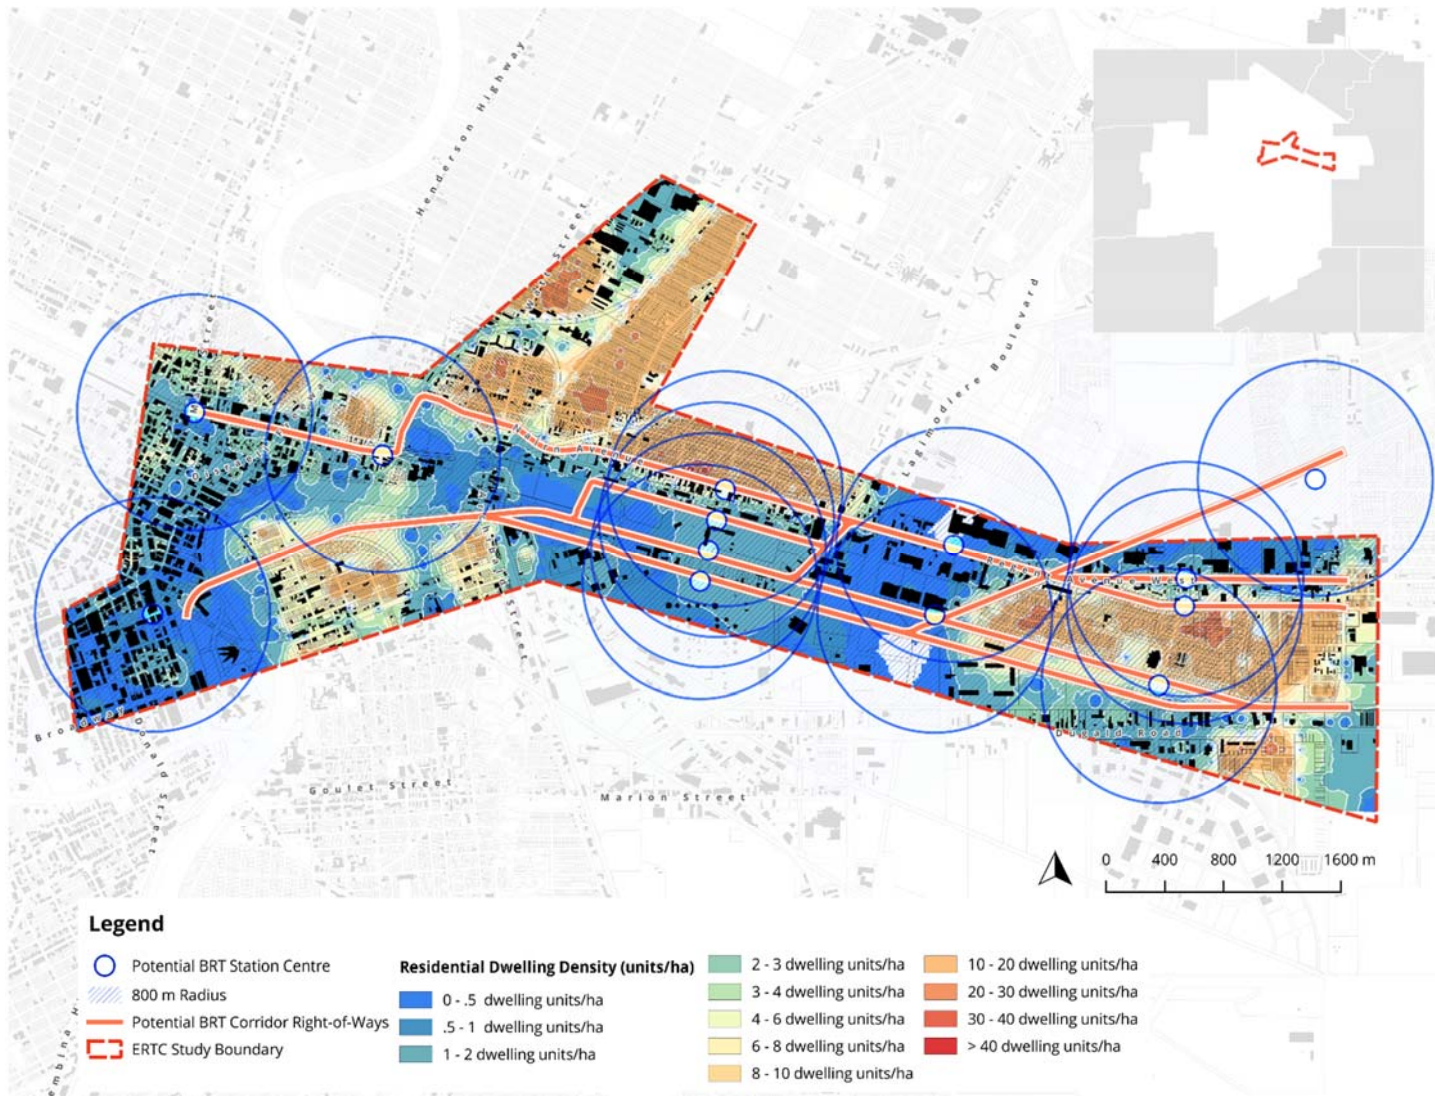 Henderson Highway
Watt Street
Lagimodiere Boulevard
Nairn Avenue
Regent Avenue West
Dugald Road
Broadway
Donald Street
Goulet Street
Marion Street
0 400 800 1200 1600 m
Legend
Potential BRT Station Centre
800 m Radius
Potential BRT Corridor Right-of-Ways
ERTC Study Boundary
Residential Dwelling Density (units/ha)
0 - .5 dwelling units/ha
.5 - 1 dwelling units/ha
1 - 2 dwelling units/ha
2 - 3 dwelling units/ha
3 - 4 dwelling units/ha
4 - 6 dwelling units/ha
6 - 8 dwelling units/ha
8 - 10 dwelling units/ha
10 - 20 dwelling units/ha
20 - 30 dwelling units/ha
30 - 40 dwelling units/ha
> 40 dwelling units/ha